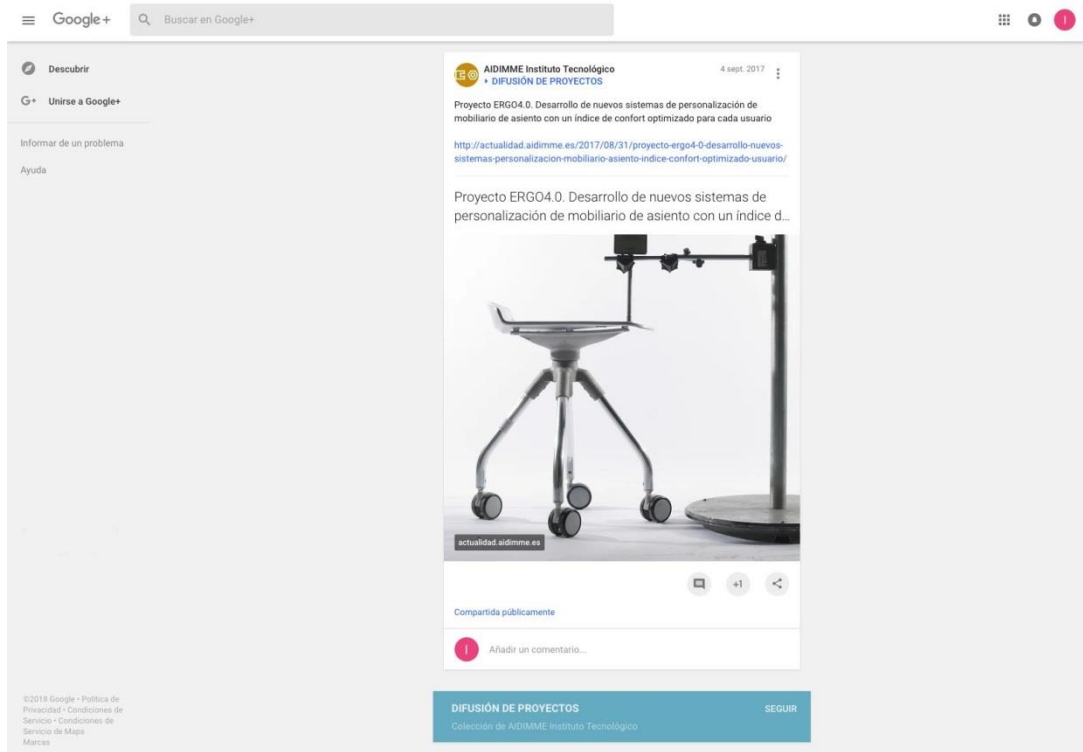 Google+
Buscar en Google+
I
Descubrir
G+ Unirse a Google+
Informar de un problema
Ayuda
AIDIMME Instituto Tecnológico
4 sept. 2017
DIFUSIÓN DE PROYECTOS
Proyecto ERGO4.0. Desarrollo de nuevos sistemas de personalización de
mobiliario de asiento con un índice de confort optimizado para cada usuario
http://actualidad.aidimme.es/2017/08/31/proyecto-ergo4-0-desarrollo-nuevos-
sistemas-personalizacion-mobiliario-asiento-indice-confort-optimizado-usuario/
Proyecto ERGO4.0. Desarrollo de nuevos sistemas de
personalización de mobiliario de asiento con un índice d...
actualidad.aidimme.es
+1
Compartida públicamente
I
Añadir un comentario...
DIFUSIÓN DE PROYECTOS
SEGUIR
Colección de AIDIMME Instituto Tecnológico
©2018 Google • Política de
Privacidad • Condiciones de
Servicio • Condiciones de
Servicio de Maps
Marcas